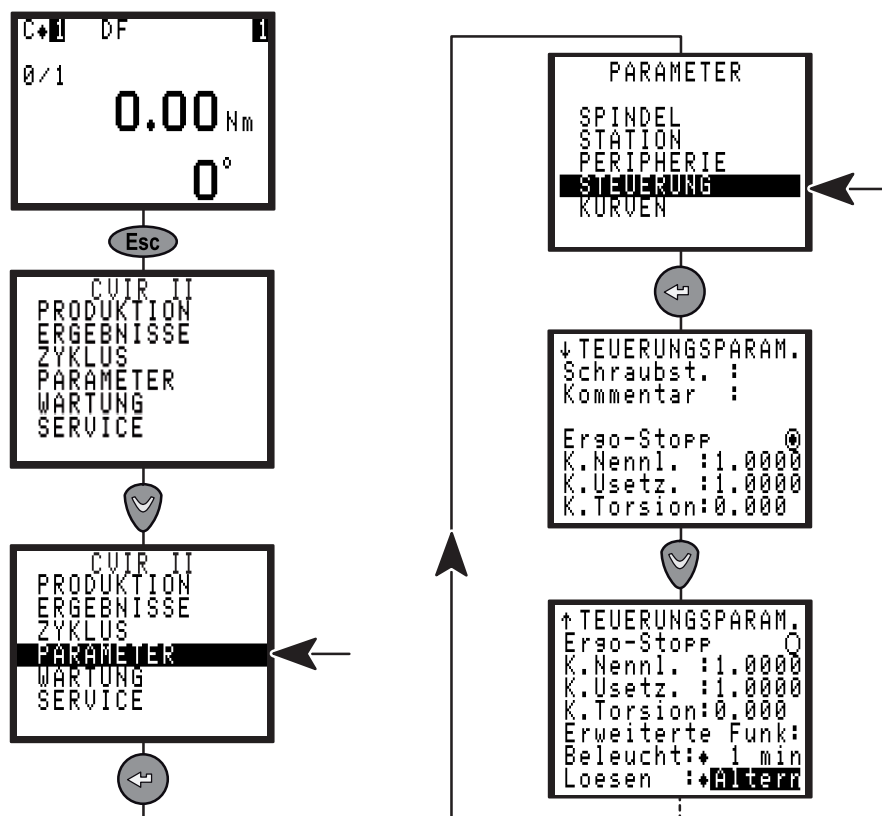 C♦1 DF 1
0/1
0.00 Nm
0°
Esc
CVIR II
PRODUKTION
ERGEBNISSE
ZYKLUS
PARAMETER
WARTUNG
SERVICE
CVIR II
PRODUKTION
ERGEBNISSE
ZYKLUS
PARAMETER
WARTUNG
SERVICE
PARAMETER
SPINDEL
STATION
PERIPHERIE
STEUERUNG
KURVEN
↓TEUERUNGSPARAM.
Schraubst. :
Kommentar :
Ergo-Stopp ◉
K.Nennl. :1.0000
K.Usetz. :1.0000
K.Torsion:0.000
↑TEUERUNGSPARAM.
Ergo-Stopp ○
K.Nennl. :1.0000
K.Usetz. :1.0000
K.Torsion:0.000
Erweiterte Funk:
Beleucht:♦ 1 min
Loesen :♦Altern